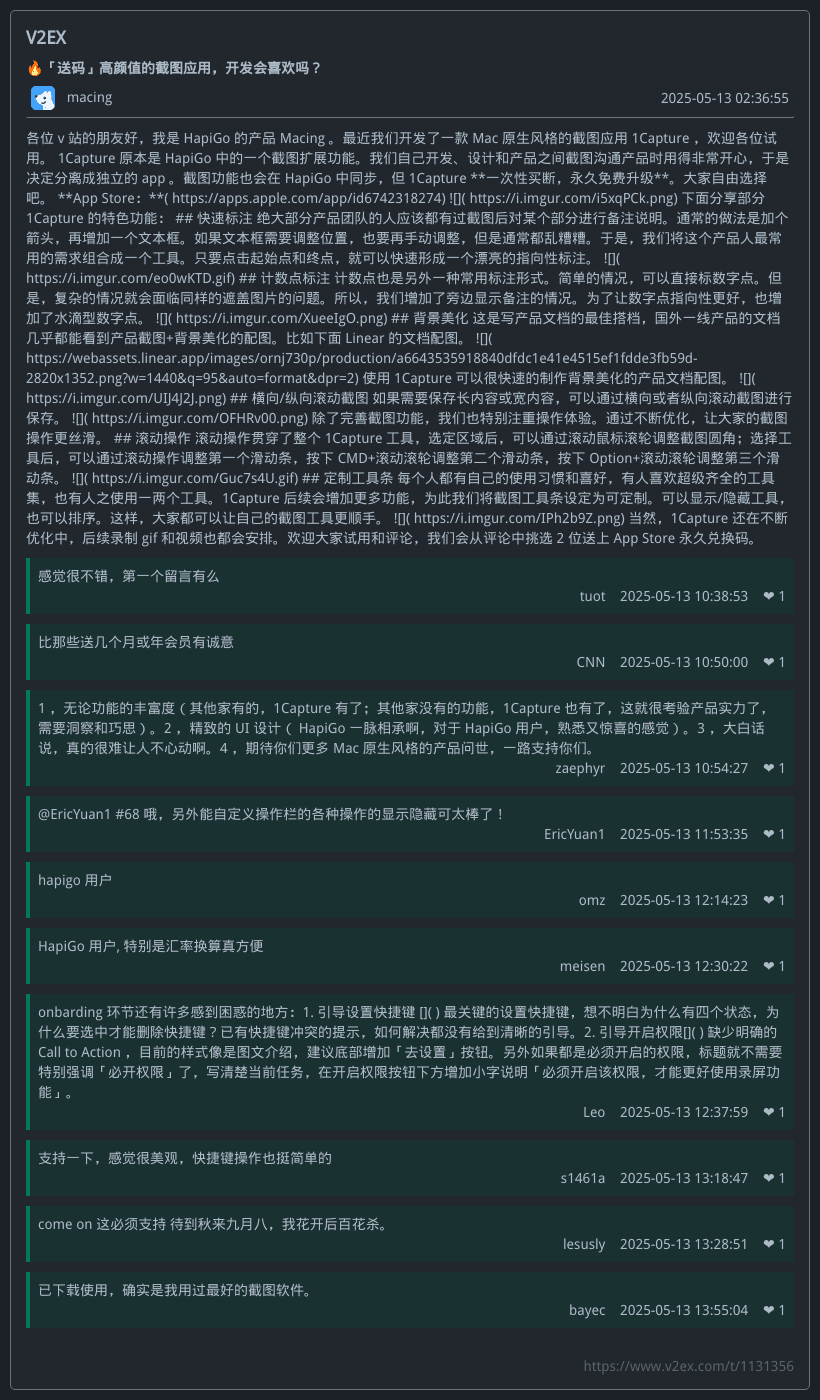 V2EX
🔥「送码」高颜值的截图应用，开发会喜欢吗？
macing 2025-05-13 02:36:55
各位 v 站的朋友好，我是 HapiGo 的产品 Macing 。最近我们开发了一款 Mac 原生风格的截图应用 1Capture ，欢迎各位试
用。 1Capture 原本是 HapiGo 中的一个截图扩展功能。我们自己开发、设计和产品之间截图沟通产品时用得非常开心，于是
决定分离成独立的 app 。截图功能也会在 HapiGo 中同步，但 1Capture **一次性买断，永久免费升级**。大家自由选择
吧。 **App Store：**( https://apps.apple.com/app/id6742318274) ![]( https://i.imgur.com/i5xqPCk.png) 下面分享部分
1Capture 的特色功能： ## 快速标注 绝大部分产品团队的人应该都有过截图后对某个部分进行备注说明。通常的做法是加个
箭头，再增加一个文本框。如果文本框需要调整位置，也要再手动调整，但是通常都乱糟糟。于是，我们将这个产品人最常
用的需求组合成一个工具。只要点击起始点和终点，就可以快速形成一个漂亮的指向性标注。 ![](
https://i.imgur.com/eo0wKTD.gif) ## 计数点标注 计数点也是另外一种常用标注形式。简单的情况，可以直接标数字点。但
是，复杂的情况就会面临同样的遮盖图片的问题。所以，我们增加了旁边显示备注的情况。为了让数字点指向性更好，也增
加了水滴型数字点。 ![]( https://i.imgur.com/XueeIgO.png) ## 背景美化 这是写产品文档的最佳搭档，国外一线产品的文档
几乎都能看到产品截图+背景美化的配图。比如下面 Linear 的文档配图。 ![](
https://webassets.linear.app/images/ornj730p/production/a6643535918840dfdc1e41e4515ef1fdde3fb59d-
2820x1352.png?w=1440&q=95&auto=format&dpr=2) 使用 1Capture 可以很快速的制作背景美化的产品文档配图。 ![](
https://i.imgur.com/UIJ4J2J.png) ## 横向/纵向滚动截图 如果需要保存长内容或宽内容，可以通过横向或者纵向滚动截图进行
保存。 ![]( https://i.imgur.com/OFHRv00.png) 除了完善截图功能，我们也特别注重操作体验。通过不断优化，让大家的截图
操作更丝滑。 ## 滚动操作 滚动操作贯穿了整个 1Capture 工具，选定区域后，可以通过滚动鼠标滚轮调整截图圆角；选择工
具后，可以通过滚动操作调整第一个滑动条，按下 CMD+滚动滚轮调整第二个滑动条，按下 Option+滚动滚轮调整第三个滑
动条。 ![]( https://i.imgur.com/Guc7s4U.gif) ## 定制工具条 每个人都有自己的使用习惯和喜好，有人喜欢超级齐全的工具
集，也有人之使用一两个工具。1Capture 后续会增加更多功能，为此我们将截图工具条设定为可定制。可以显示/隐藏工具，
也可以排序。这样，大家都可以让自己的截图工具更顺手。 ![]( https://i.imgur.com/IPh2b9Z.png) 当然，1Capture 还在不断
优化中，后续录制 gif 和视频也都会安排。欢迎大家试用和评论，我们会从评论中挑选 2 位送上 App Store 永久兑换码。
感觉很不错，第一个留言有么
tuot 2025-05-13 10:38:53 ❤ 1
比那些送几个月或年会员有诚意
CNN 2025-05-13 10:50:00 ❤ 1
1 ，无论功能的丰富度（ 其他家有的，1Capture 有了；其他家没有的功能，1Capture 也有了，这就很考验产品实力了，
需要洞察和巧思）。2 ，精致的 UI 设计（ HapiGo 一脉相承啊，对于 HapiGo 用户，熟悉又惊喜的感觉）。3 ，大白话
说，真的很难让人不心动啊。4 ，期待你们更多 Mac 原生风格的产品问世，一路支持你们。
zaephyr 2025-05-13 10:54:27 ❤ 1
@EricYuan1 #68 哦，另外能自定义操作栏的各种操作的显示隐藏可太棒了！
EricYuan1 2025-05-13 11:53:35 ❤ 1
hapigo 用户
omz 2025-05-13 12:14:23 ❤ 1
HapiGo 用户, 特别是汇率换算真方便
meisen 2025-05-13 12:30:22 ❤ 1
onbarding 环节还有许多感到困惑的地方：1. 引导设置快捷键 []( ) 最关键的设置快捷键，想不明白为什么有四个状态，为
什么要选中才能删除快捷键？已有快捷键冲突的提示，如何解决都没有给到清晰的引导。2. 引导开启权限[]( ) 缺少明确的
Call to Action ，目前的样式像是图文介绍，建议底部增加「去设置」按钮。另外如果都是必须开启的权限，标题就不需要
特别强调「必开权限」了，写清楚当前任务，在开启权限按钮下方增加小字说明「必须开启该权限，才能更好使用录屏功
能」。
Leo 2025-05-13 12:37:59 ❤ 1
支持一下，感觉很美观，快捷键操作也挺简单的
s1461a 2025-05-13 13:18:47 ❤ 1
come on 这必须支持 待到秋来九月八，我花开后百花杀。
lesusly 2025-05-13 13:28:51 ❤ 1
已下载使用，确实是我用过最好的截图软件。
bayec 2025-05-13 13:55:04 ❤ 1
https://www.v2ex.com/t/1131356